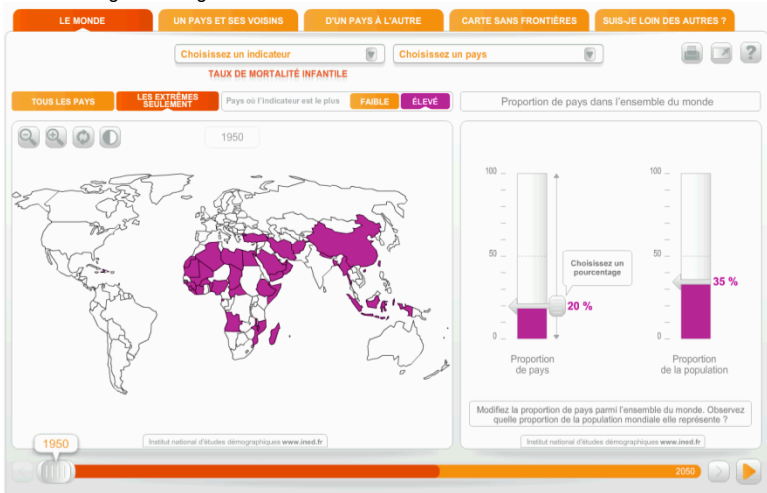 LE MONDE
UN PAYS ET SES VOISINS
D'UN PAYS À L'AUTRE
CARTE SANS FRONTIÈRES
SUIS-JE LOIN DES AUTRES ?
Choisissez un indicateur
Choisissez un pays
?
TAUX DE MORTALITÉ INFANTILE
TOUS LES PAYS
LES EXTRÊMES
SEULEMENT
Pays où l'indicateur est le plus
FAIBLE
ÉLEVÉ
Proportion de pays dans l'ensemble du monde
1950
100
50
0
Choisissez un
pourcentage
20 %
Proportion
de pays
100
50
0
35 %
Proportion
de la population
Modifiez la proportion de pays parmi l'ensemble du monde. Observez
quelle proportion de la population mondiale elle représente ?
Institut national d'études démographiques www.ined.fr
Institut national d'études démographiques www.ined.fr
1950
2050